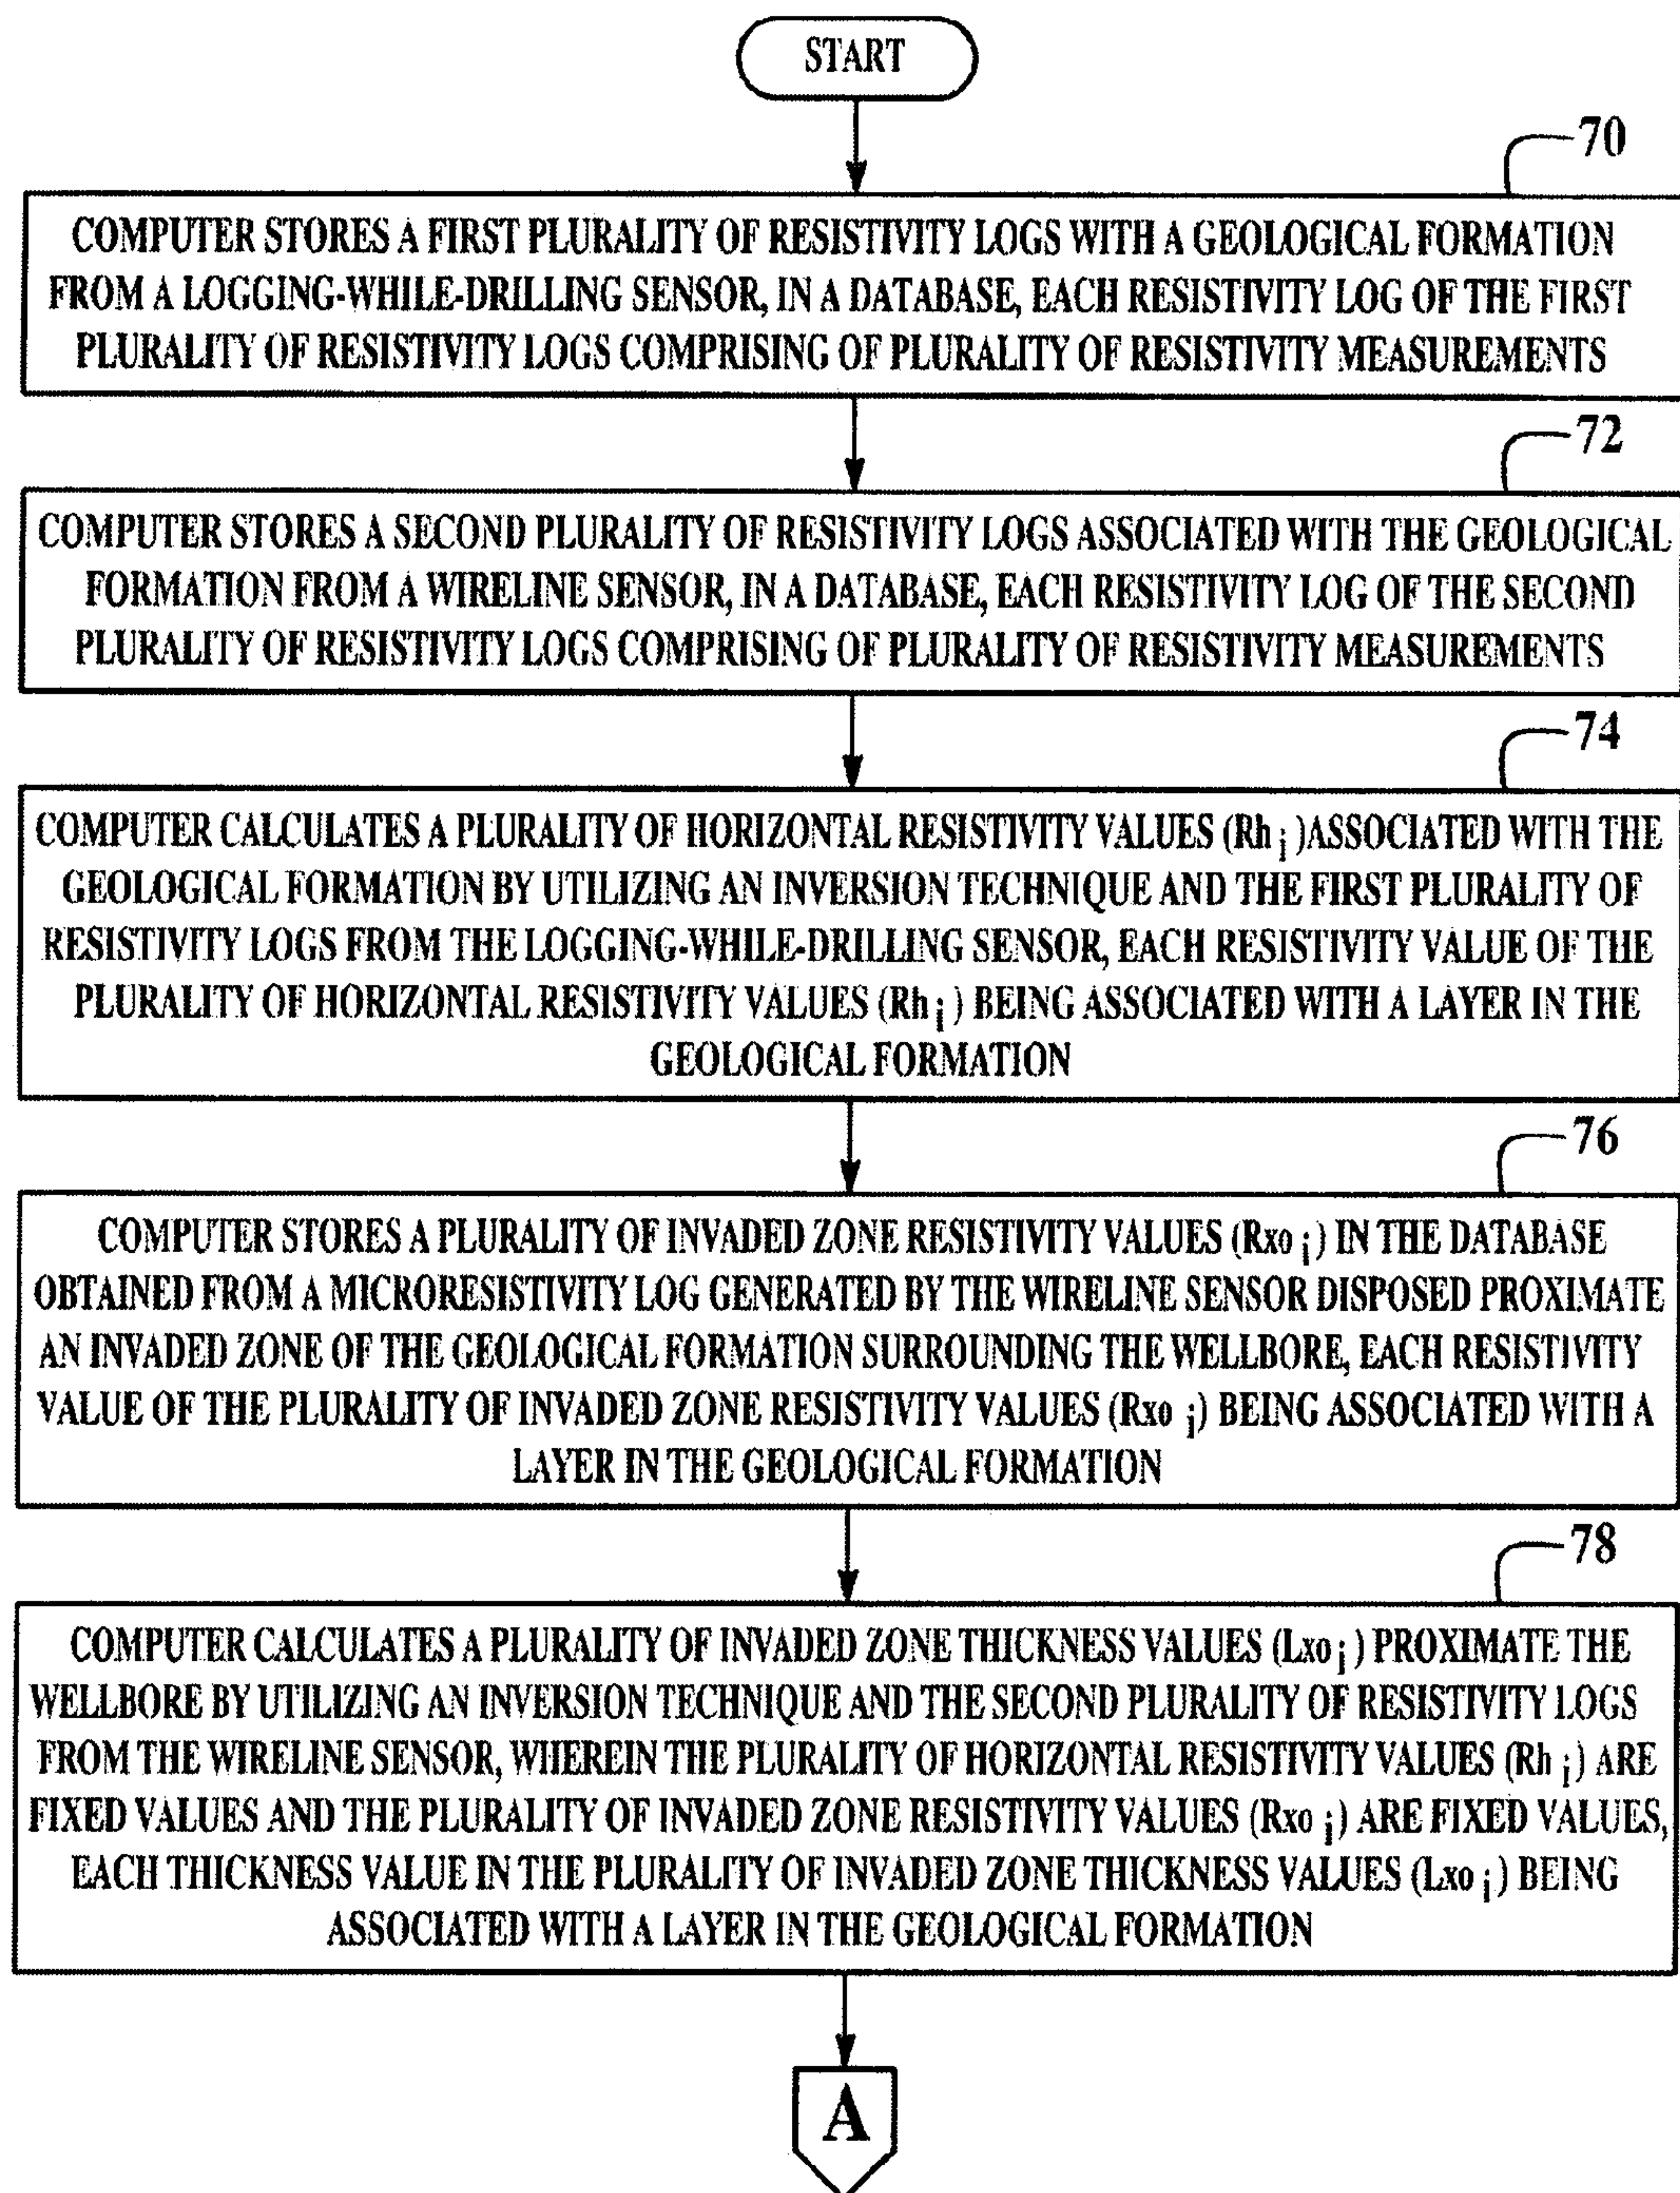 START
70
COMPUTER STORES A FIRST PLURALITY OF RESISTIVITY LOGS WITH A GEOLOGICAL FORMATION
FROM A LOGGING-WHILE-DRILLING SENSOR, IN A DATABASE, EACH RESISTIVITY LOG OF THE FIRST
PLURALITY OF RESISTIVITY LOGS COMPRISING OF PLURALITY OF RESISTIVITY MEASUREMENTS
72
COMPUTER STORES A SECOND PLURALITY OF RESISTIVITY LOGS ASSOCIATED WITH THE GEOLOGICAL
FORMATION FROM A WIRELINE SENSOR, IN A DATABASE, EACH RESISTIVITY LOG OF THE SECOND
PLURALITY OF RESISTIVITY LOGS COMPRISING OF PLURALITY OF RESISTIVITY MEASUREMENTS
74
COMPUTER CALCULATES A PLURALITY OF HORIZONTAL RESISTIVITY VALUES (Rh i )ASSOCIATED WITH THE
GEOLOGICAL FORMATION BY UTILIZING AN INVERSION TECHNIQUE AND THE FIRST PLURALITY OF
RESISTIVITY LOGS FROM THE LOGGING-WHILE-DRILLING SENSOR, EACH RESISTIVITY VALUE OF THE
PLURALITY OF HORIZONTAL RESISTIVITY VALUES (Rh i ) BEING ASSOCIATED WITH A LAYER IN THE
GEOLOGICAL FORMATION
76
COMPUTER STORES A PLURALITY OF INVADED ZONE RESISTIVITY VALUES (Rxo i ) IN THE DATABASE
OBTAINED FROM A MICRORESISTIVITY LOG GENERATED BY THE WIRELINE SENSOR DISPOSED PROXIMATE
AN INVADED ZONE OF THE GEOLOGICAL FORMATION SURROUNDING THE WELLBORE, EACH RESISTIVITY
VALUE OF THE PLURALITY OF INVADED ZONE RESISTIVITY VALUES (Rxo i) BEING ASSOCIATED WITH A
LAYER IN THE GEOLOGICAL FORMATION
78
COMPUTER CALCULATES A PLURALITY OF INVADED ZONE THICKNESS VALUES (Lxo i ) PROXIMATE THE
WELLBORE BY UTILIZING AN INVERSION TECHNIQUE AND THE SECOND PLURALITY OF RESISTIVITY LOGS
FROM THE WIRELINE SENSOR, WHEREIN THE PLURALITY OF HORIZONTAL RESISTIVITY VALUES (Rh i ) ARE
FIXED VALUES AND THE PLURALITY OF INVADED ZONE RESISTIVITY VALUES (Rxo i ) ARE FIXED VALUES,
EACH THICKNESS VALUE IN THE PLURALITY OF INVADED ZONE THICKNESS VALUES (Lxo i ) BEING
ASSOCIATED WITH A LAYER IN THE GEOLOGICAL FORMATION
A